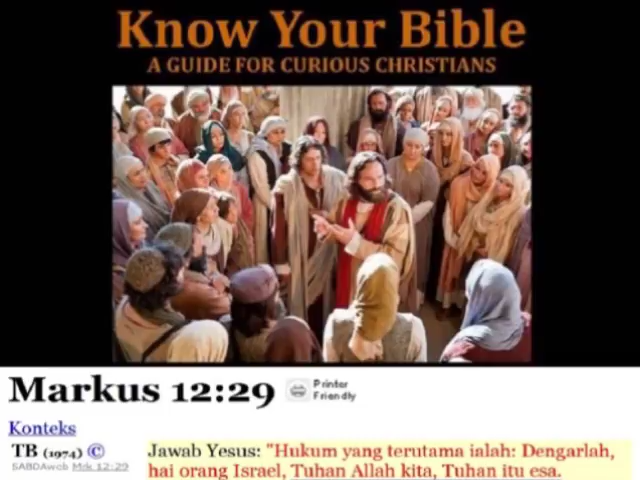 Know Your Bible
A GUIDE FOR CURIOUS CHRISTIANS
Markus 12:29
Printer
Friendly
Konteks
TB (1974) ©
SABDAweb Mrk 12:29
Jawab Yesus: "Hukum yang terutama ialah: Dengarlah,
hai orang Israel, Tuhan Allah kita, Tuhan itu esa.